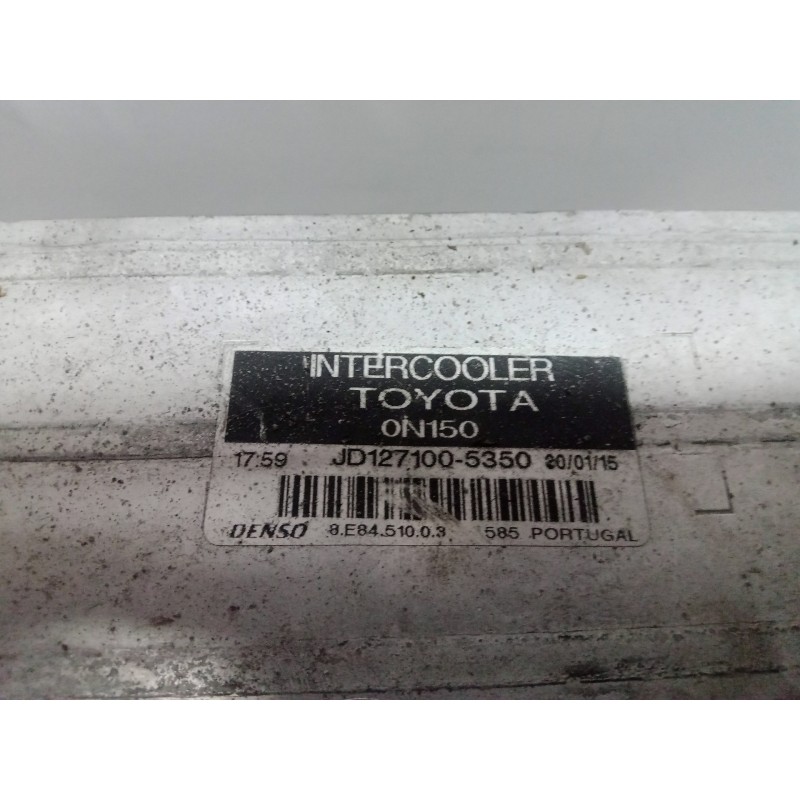 INTERCOOLER
TOYOTA
0N150
17:59 JD127100-5350 30/01/15
DENSO 8.E84.510.0.3 585 PORTUGAL